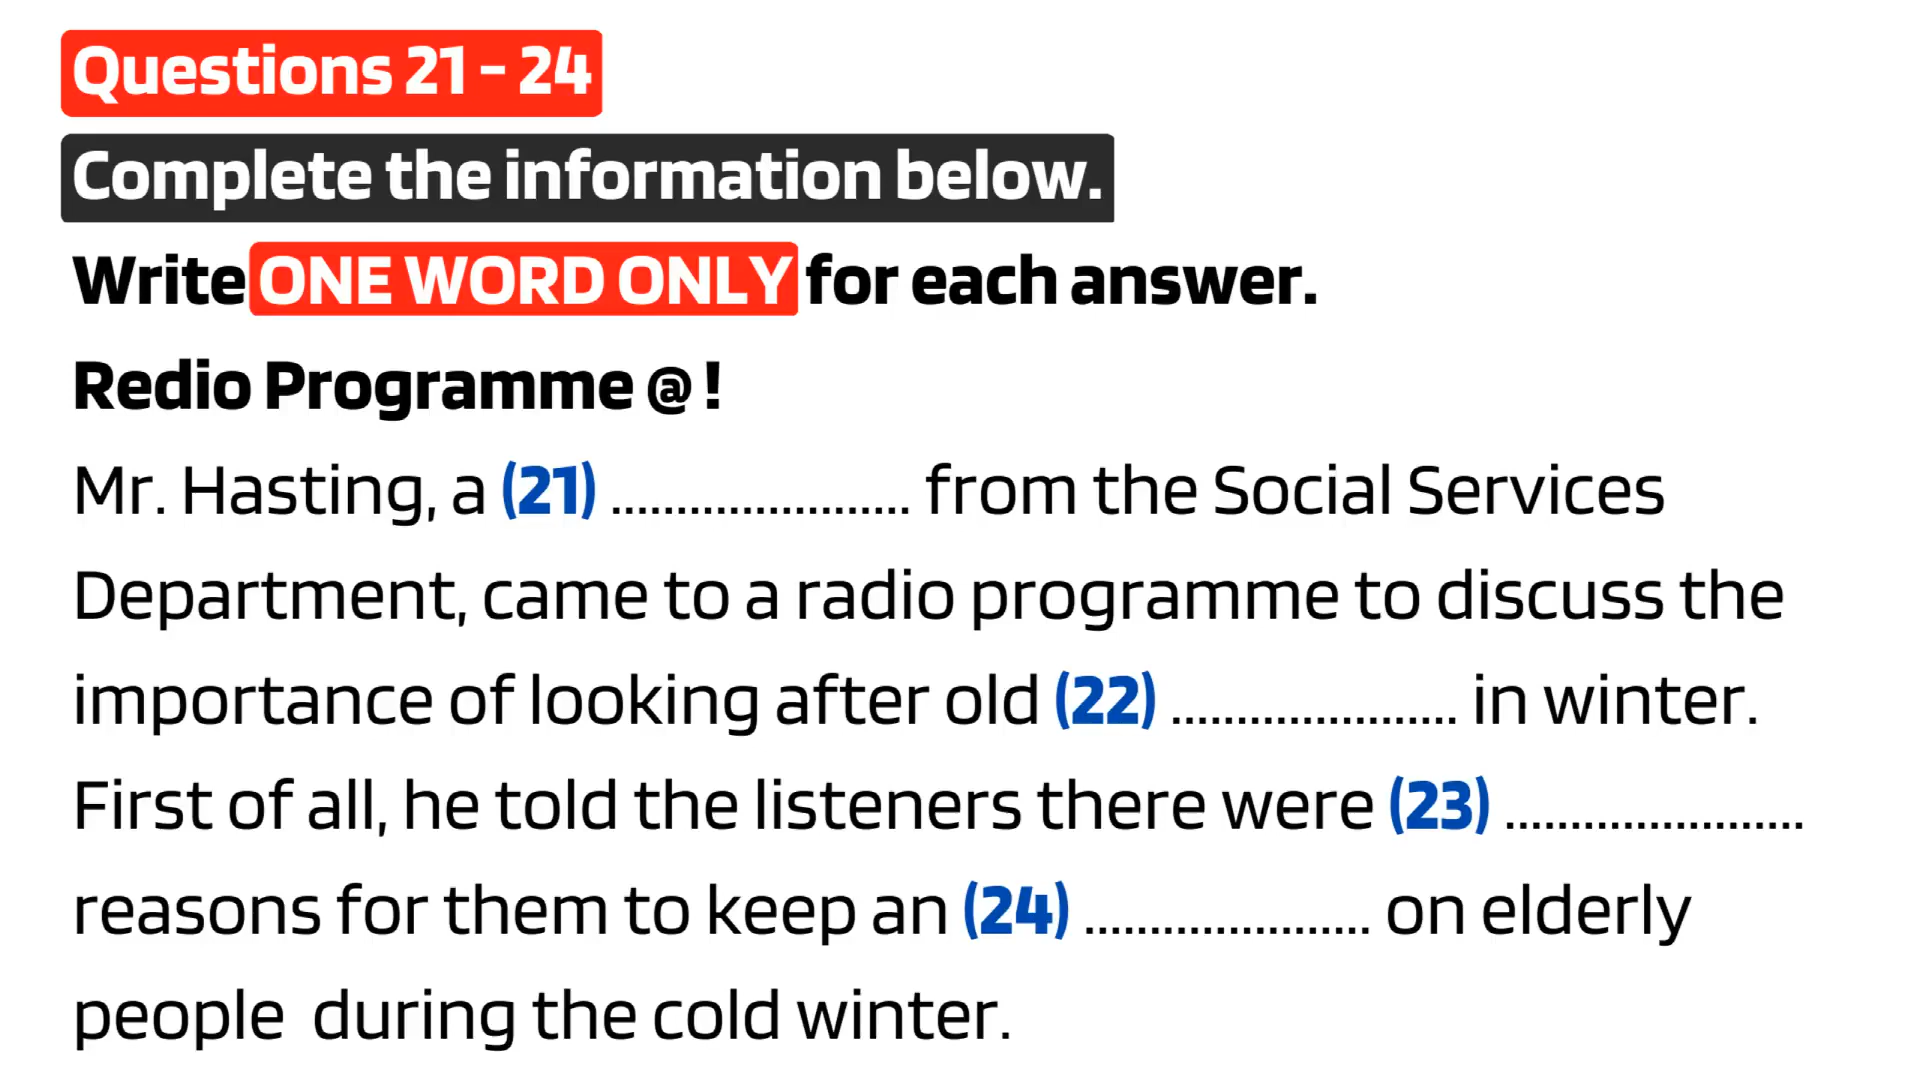 Questions 21 - 24
Complete the information below.
Write ONE WORD ONLY for each answer.
Redio Programme @ !
Mr. Hasting, a (21) ....................... from the Social Services
Department, came to a radio programme to discuss the
importance of looking after old (22) ...................... in winter.
First of all, he told the listeners there were (23) .......................
reasons for them to keep an (24) ...................... on elderly
people during the cold winter.